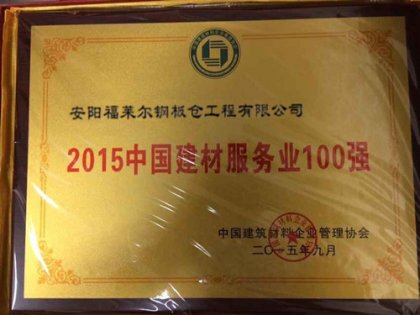 安阳福莱尔钢板仓工程有限公司
2015中国建材服务业100强
中国建筑材料企业管理协会
二〇一五年九月